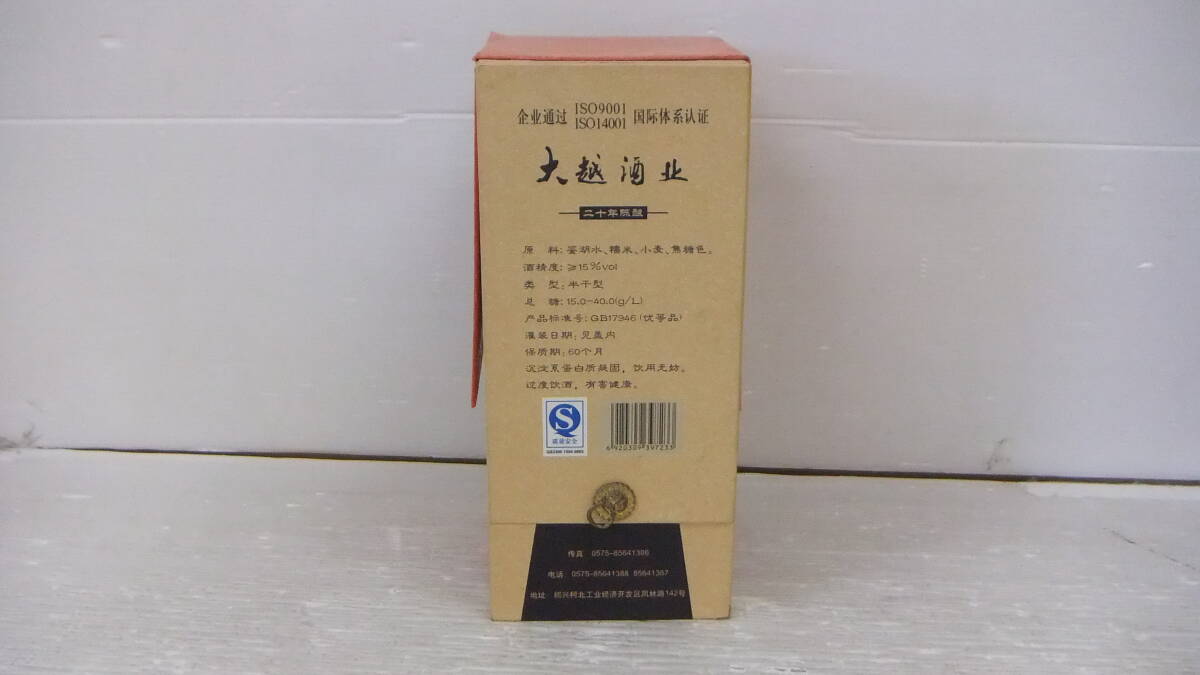 企业通过 ISO9001 国际体系认证
ISO14001
大越酒业
二十年陈酿
原 料: 鉴湖水、糯米、小麦、焦糖色。
酒精度: ≥15%vol
类 型: 半干型
总 糖: 15.0-40.0(g/L)
产品标准号: GB17946 (优等品)
灌装日期: 见盖内
保质期: 60个月
沉淀系蛋白质凝固, 饮用无妨。
过度饮酒, 有害健康。
质量安全
6 920309 397233
传真 0575-85641386
电话 0575-85641388 85641367
地址: 绍兴柯北工业经济开发区凤林路142号